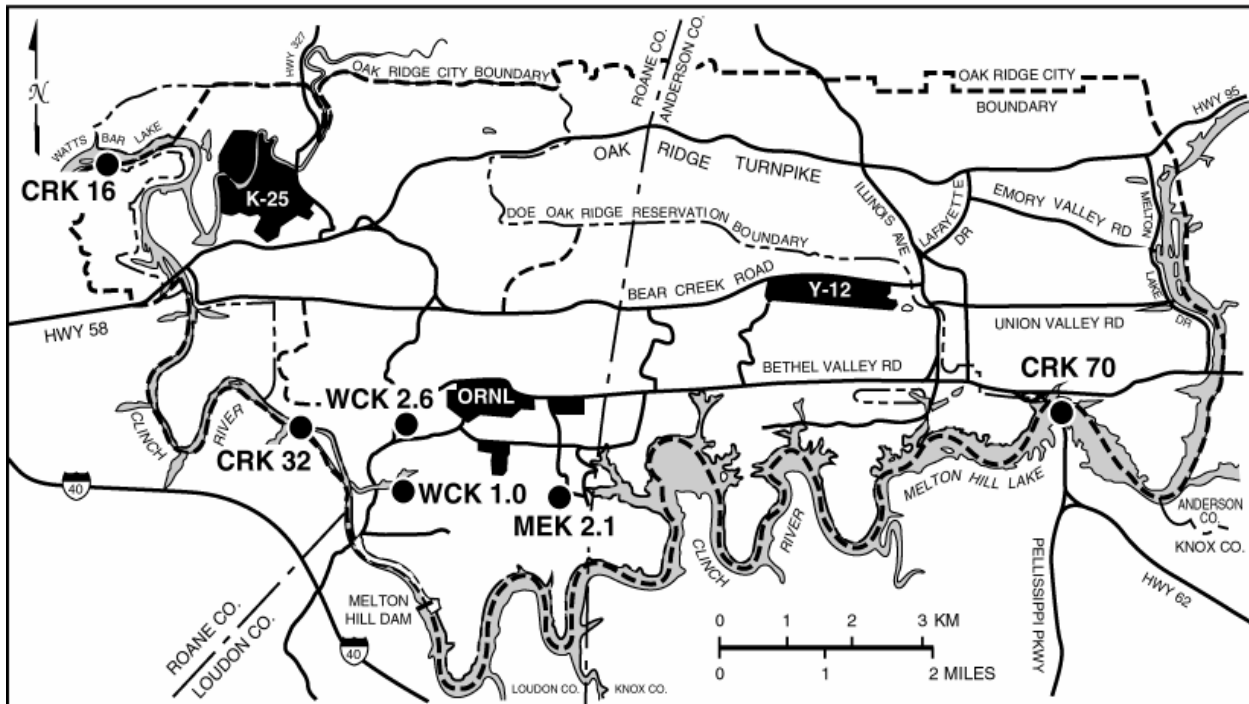 N
HWY 327
OAK RIDGE CITY BOUNDARY
ROANE CO.
ANDERSON CO.
OAK RIDGE CITY
BOUNDARY
HWY 95
WATTS BAR LAKE
CRK 16
K-25
OAK RIDGE TURNPIKE
ILLINOIS AVE
LAFAYETTE
DR
EMORY VALLEY RD
MELTON
LAKE
DR
DOE OAK RIDGE RESERVATION BOUNDARY
BEAR CREEK ROAD
Y-12
HWY 58
UNION VALLEY RD
BETHEL VALLEY RD
CRK 70
WCK 2.6
ORNL
CLINCH
RIVER
CRK 32
40
WCK 1.0
MEK 2.1
MELTON HILL LAKE
ANDERSON
CO.
KNOX CO.
CLINCH
RIVER
PELLISSIPPI PKWY
HWY 62
MELTON
HILL DAM
ROANE CO.
LOUDON CO.
40
0 1 2 3 KM
0 1 2 MILES
LOUDON CO.
KNOX CO.